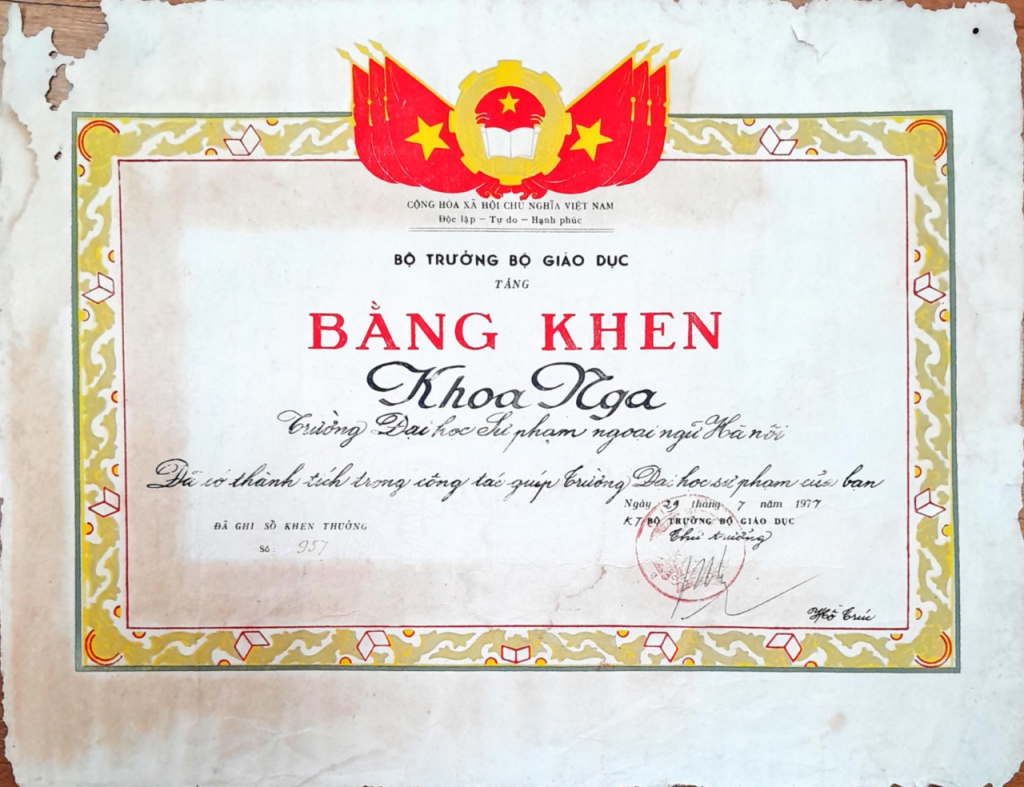 CỘNG HÒA XÃ HỘI CHỦ NGHĨA VIỆT NAM
Độc lập – Tự do – Hạnh phúc
BỘ TRƯỞNG BỘ GIÁO DỤC
TẶNG
BẰNG KHEN
Khoa Nga
Trường Đại học Sư phạm ngoại ngữ Hà nội
Đã có thành tích trong công tác giúp Trường Đại học sư phạm của bạn
Ngày 29 tháng 7 năm 1977
ĐÃ GHI SỔ KHEN THƯỞNG
Số 957
KT BỘ TRƯỞNG BỘ GIÁO DỤC
Thứ trưởng
Hồ Trúc